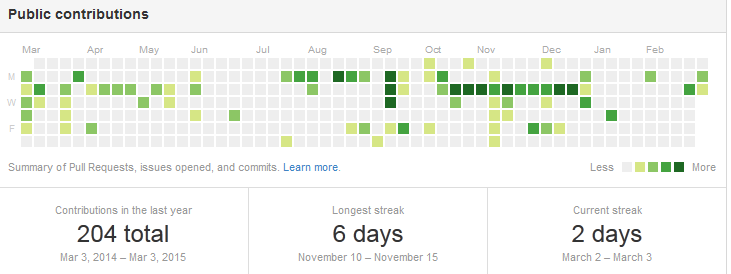 Public contributions
Mar Apr May Jun Jul Aug Sep Oct Nov Dec Jan Feb
M
W
F
Summary of Pull Requests, issues opened, and commits. Learn more. Less More
Contributions in the last year Longest streak Current streak
204 total 6 days 2 days
Mar 3, 2014 – Mar 3, 2015 November 10 – November 15 March 2 – March 3